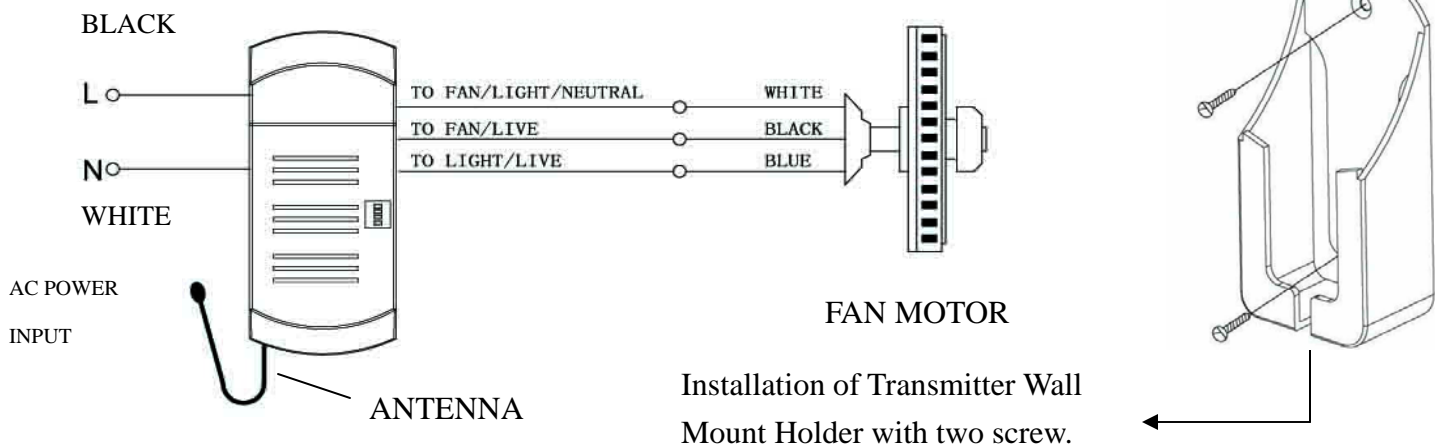 BLACK
L
TO FAN/LIGHT/NEUTRAL
WHITE
TO FAN/LIVE
BLACK
TO LIGHT/LIVE
BLUE
N
WHITE
AC POWER
INPUT
FAN MOTOR
ANTENNA
Installation of Transmitter Wall
Mount Holder with two screw.